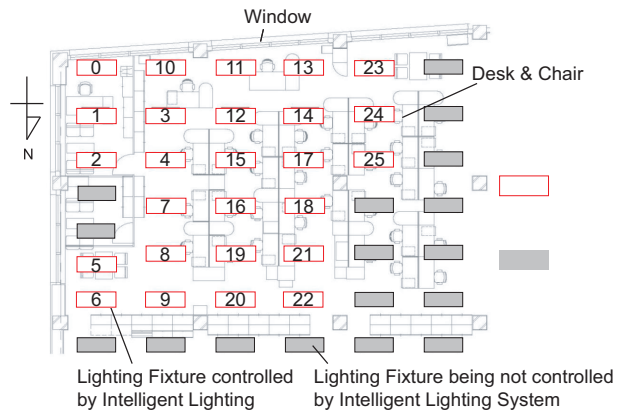 Window
0 10 11 13 23
Desk & Chair
1 3 12 14 24
2 4 15 17 25
N
7 16 18
8 19 21
5
6 9 20 22
Lighting Fixture controlled
by Intelligent Lighting
Lighting Fixture being not controlled
by Intelligent Lighting System